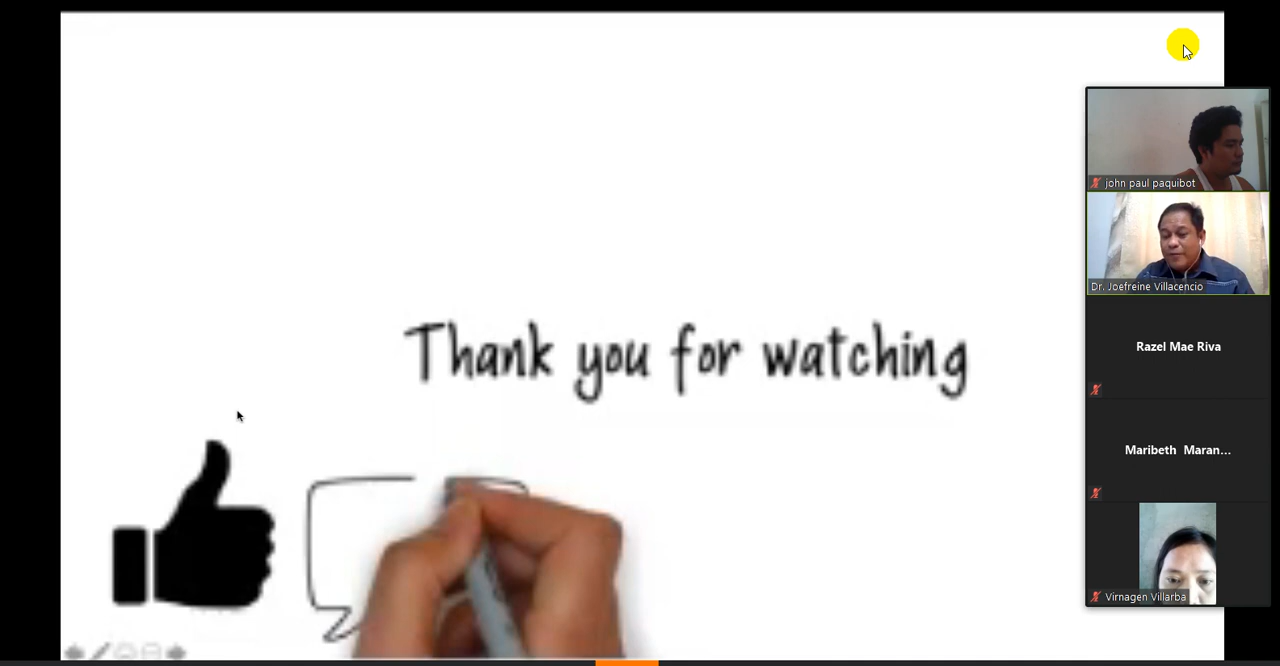 Thank you for watching
john paul paquibot
Dr. Joefreine Villacencio
Razel Mae Riva
Maribeth Maran...
Virnagen Villarba